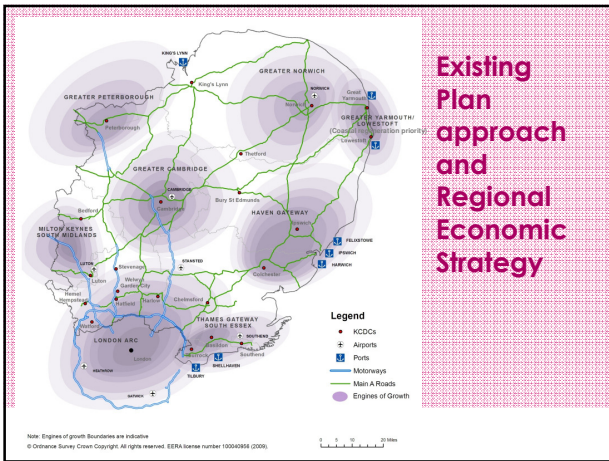 Existing
Plan
approach
and
Regional
Economic
Strategy
KING'S LYNN
King's Lynn
GREATER NORWICH
NORWICH
Norwich
GREATER PETERBOROUGH
Peterborough
Great
Yarmouth
GREATER YARMOUTH/
LOWESTOFT
(Coastal regeneration priority)
Lowestoft
Thetford
GREATER CAMBRIDGE
CAMBRIDGE
Cambridge
Bury St Edmunds
Bedford
MILTON KEYNES
SOUTH MIDLANDS
HAVEN GATEWAY
Ipswich
FELIXSTOWE
IPSWICH
HARWICH
LUTON
Luton
Stevenage
STANSTED
Colchester
Welwyn
Garden City
Hemel
Hempstead
Hatfield
Harlow
Chelmsford
Watford
THAMES GATEWAY
SOUTH ESSEX
LONDON ARC
London
Basildon
SOUTHEND
Southend
Thurrock
SHELLHAVEN
TILBURY
HEATHROW
GATWICK
Legend
KCDCs
Airports
Ports
Motorways
Main A Roads
Engines of Growth
Note: Engines of growth Boundaries are indicative
© Ordnance Survey Crown Copyright. All rights reserved. EERA license number 100040956 (2009).
0 5 10 20 Miles